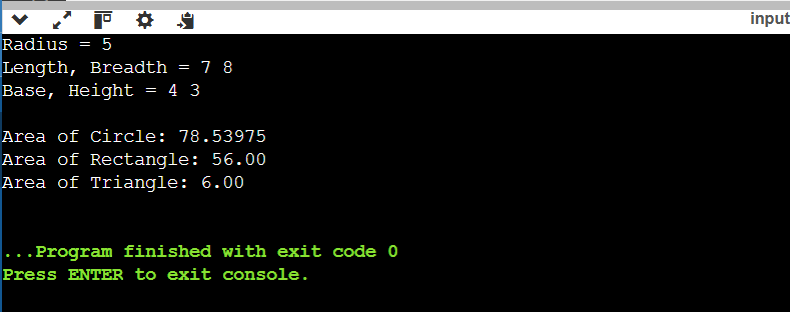 input
Radius = 5
Length, Breadth = 7 8
Base, Height = 4 3
Area of Circle: 78.53975
Area of Rectangle: 56.00
Area of Triangle: 6.00
...Program finished with exit code 0
Press ENTER to exit console.